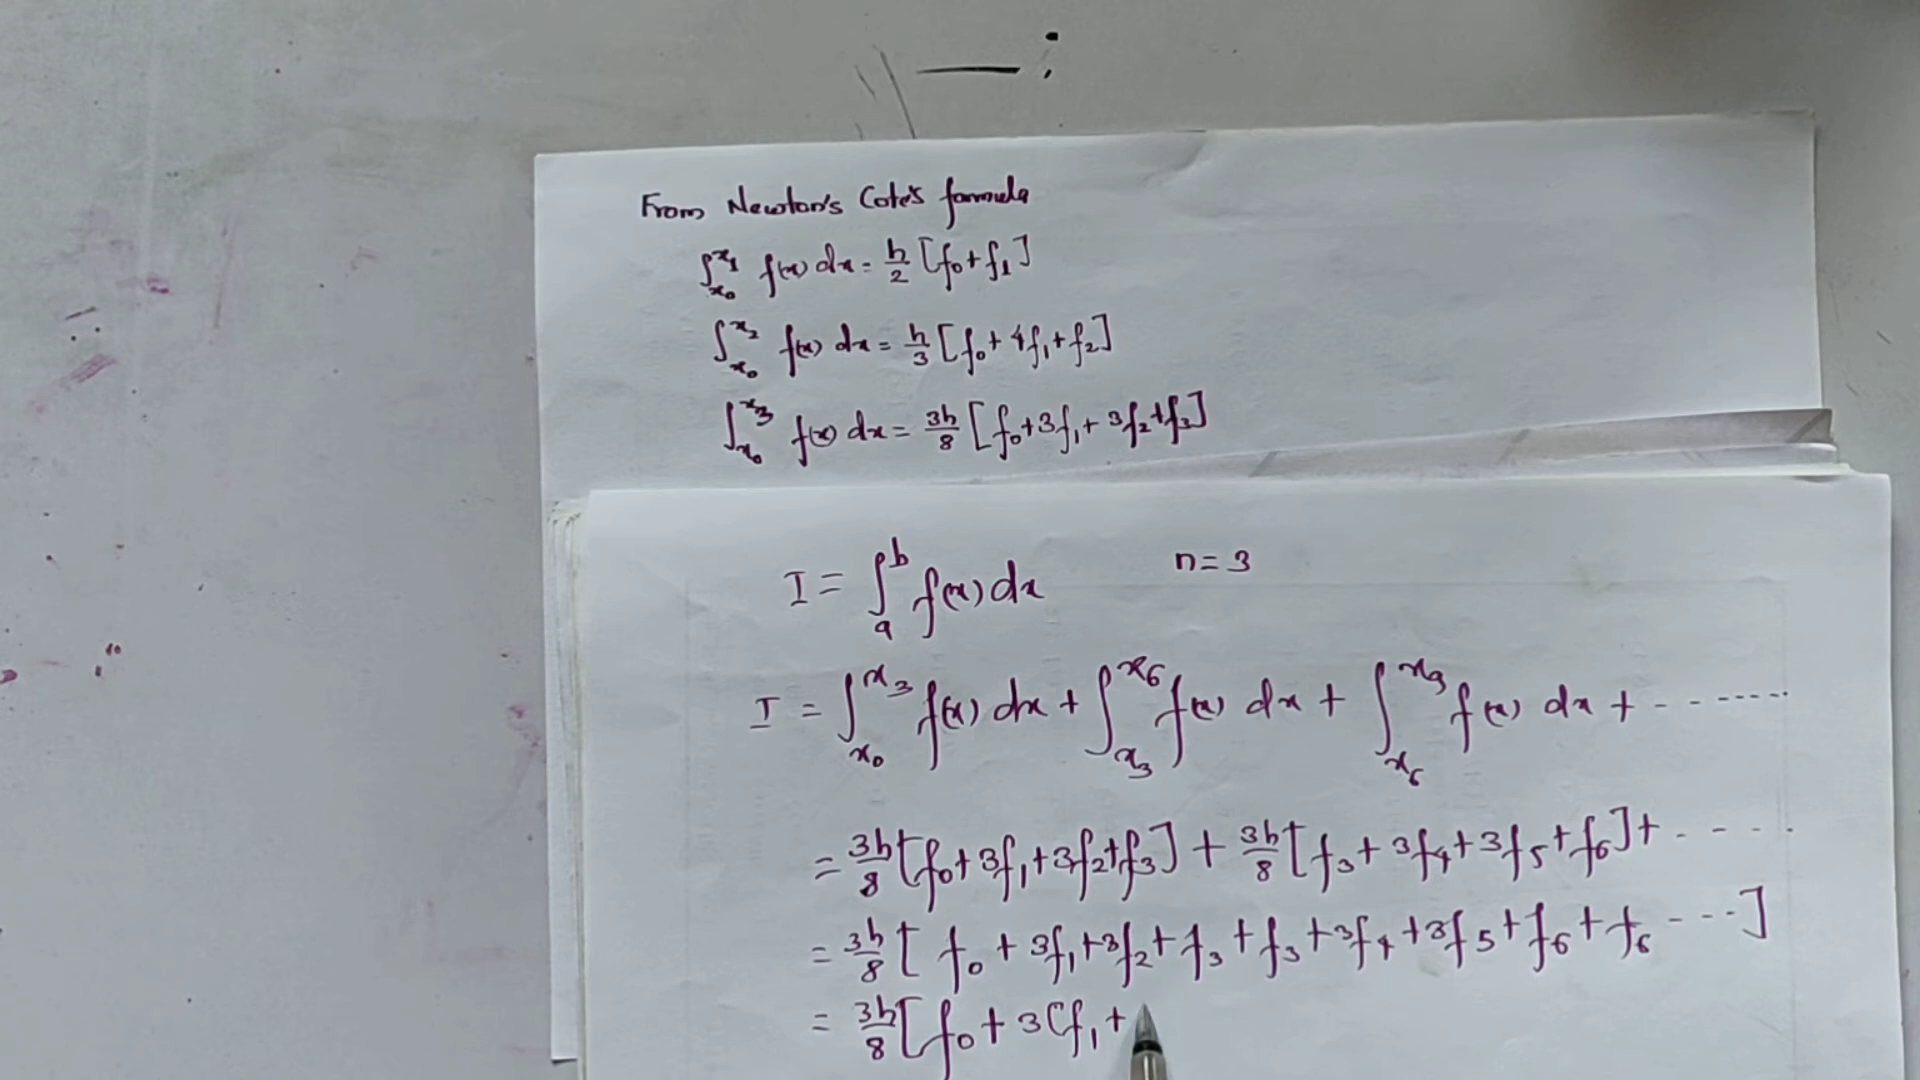 From Newton's Cote's formula
∫_{x₀}^{x₁} f(x) dx = h/2 [f₀ + f₁]
∫_{x₀}^{x₂} f(x) dx = h/3 [f₀ + 4f₁ + f₂]
∫_{x₀}^{x₃} f(x) dx = 3h/8 [f₀ + 3f₁ + 3f₂ + f₃]
I = ∫_{a}^{b} f(x) dx n = 3
I = ∫_{x₀}^{x₃} f(x) dx + ∫_{x₃}^{x₆} f(x) dx + ∫_{x₆}^{x₉} f(x) dx + -------
= 3h/8 [f₀ + 3f₁ + 3f₂ + f₃] + 3h/8 [f₃ + 3f₄ + 3f₅ + f₆] + - - - -
= 3h/8 [f₀ + 3f₁ + 3f₂ + f₃ + f₃ + 3f₄ + 3f₅ + f₆ + f₆ - - - -]
= 3h/8 [f₀ + 3(f₁ +